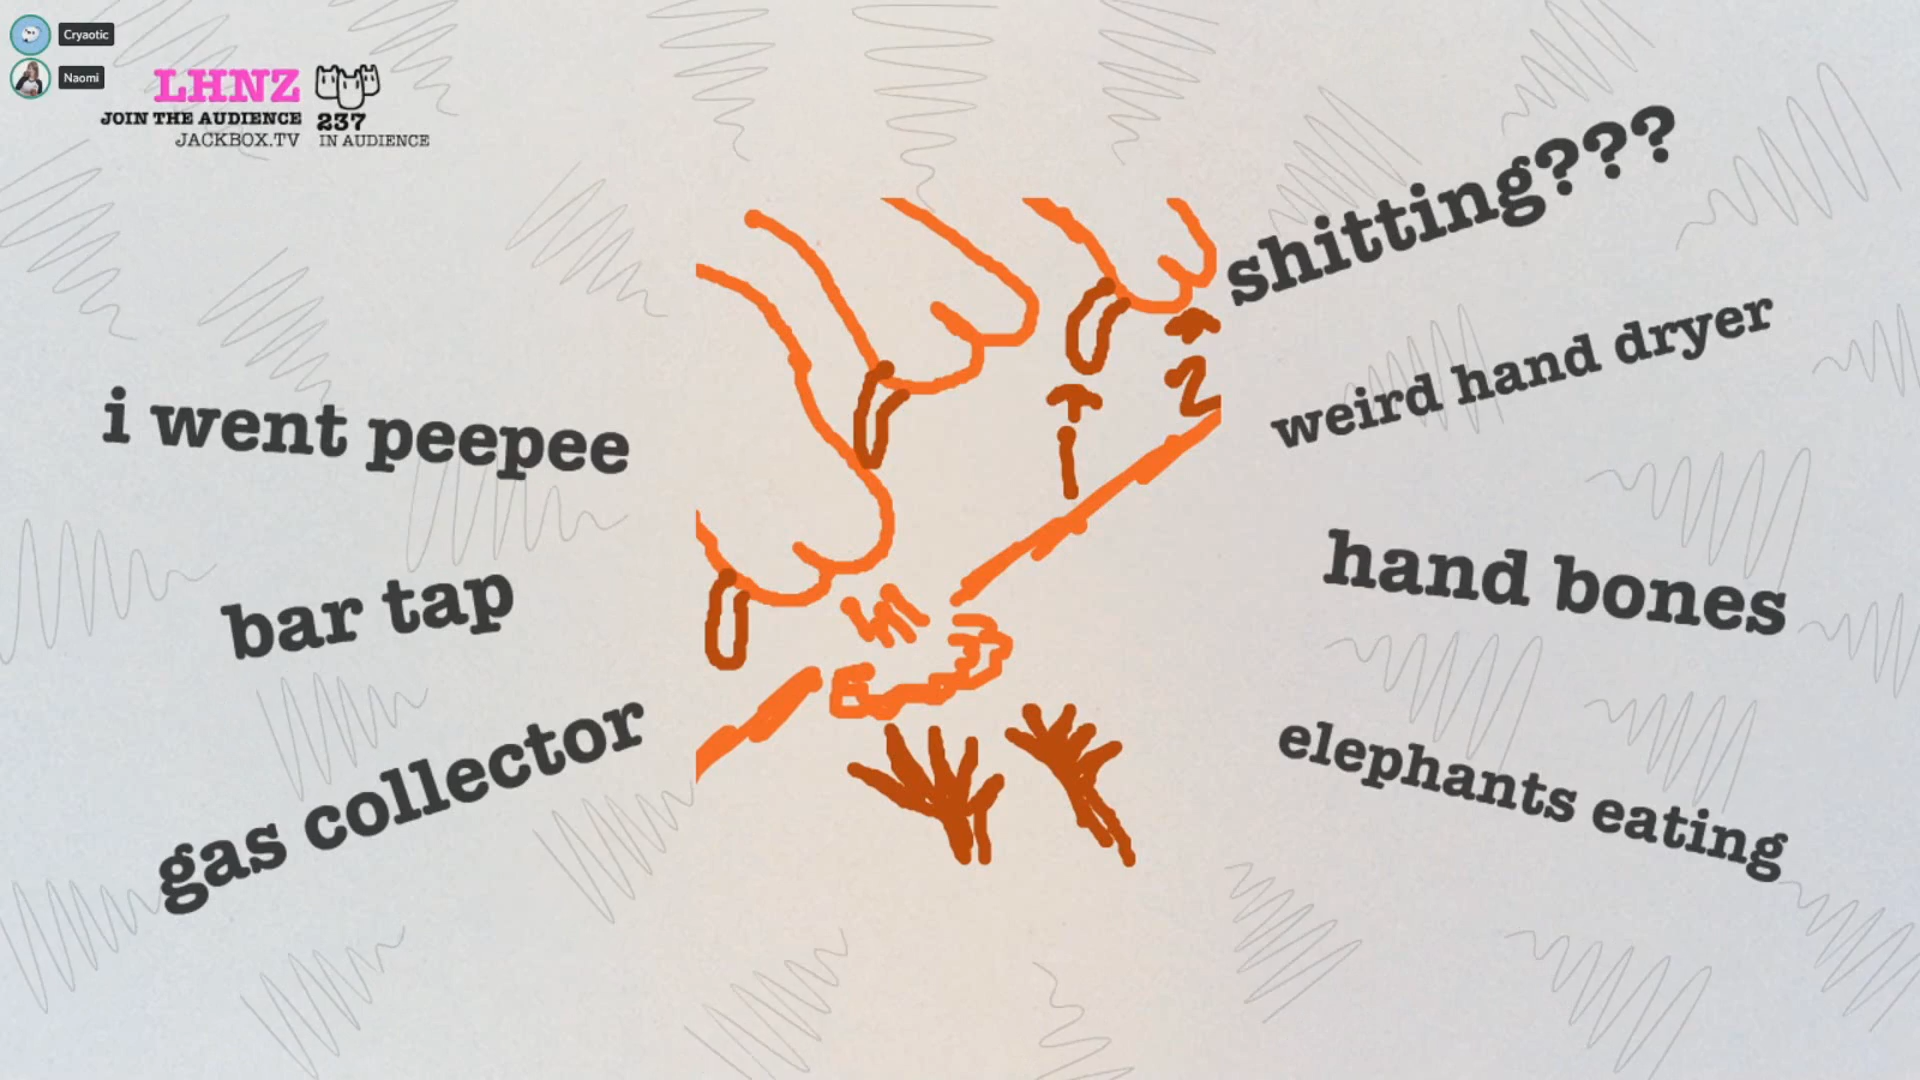 Cryaotic
Naomi
LHNZ
JOIN THE AUDIENCE
JACKBOX.TV
237
IN AUDIENCE
shitting???
weird hand dryer
i went peepee
hand bones
bar tap
elephants eating
gas collector